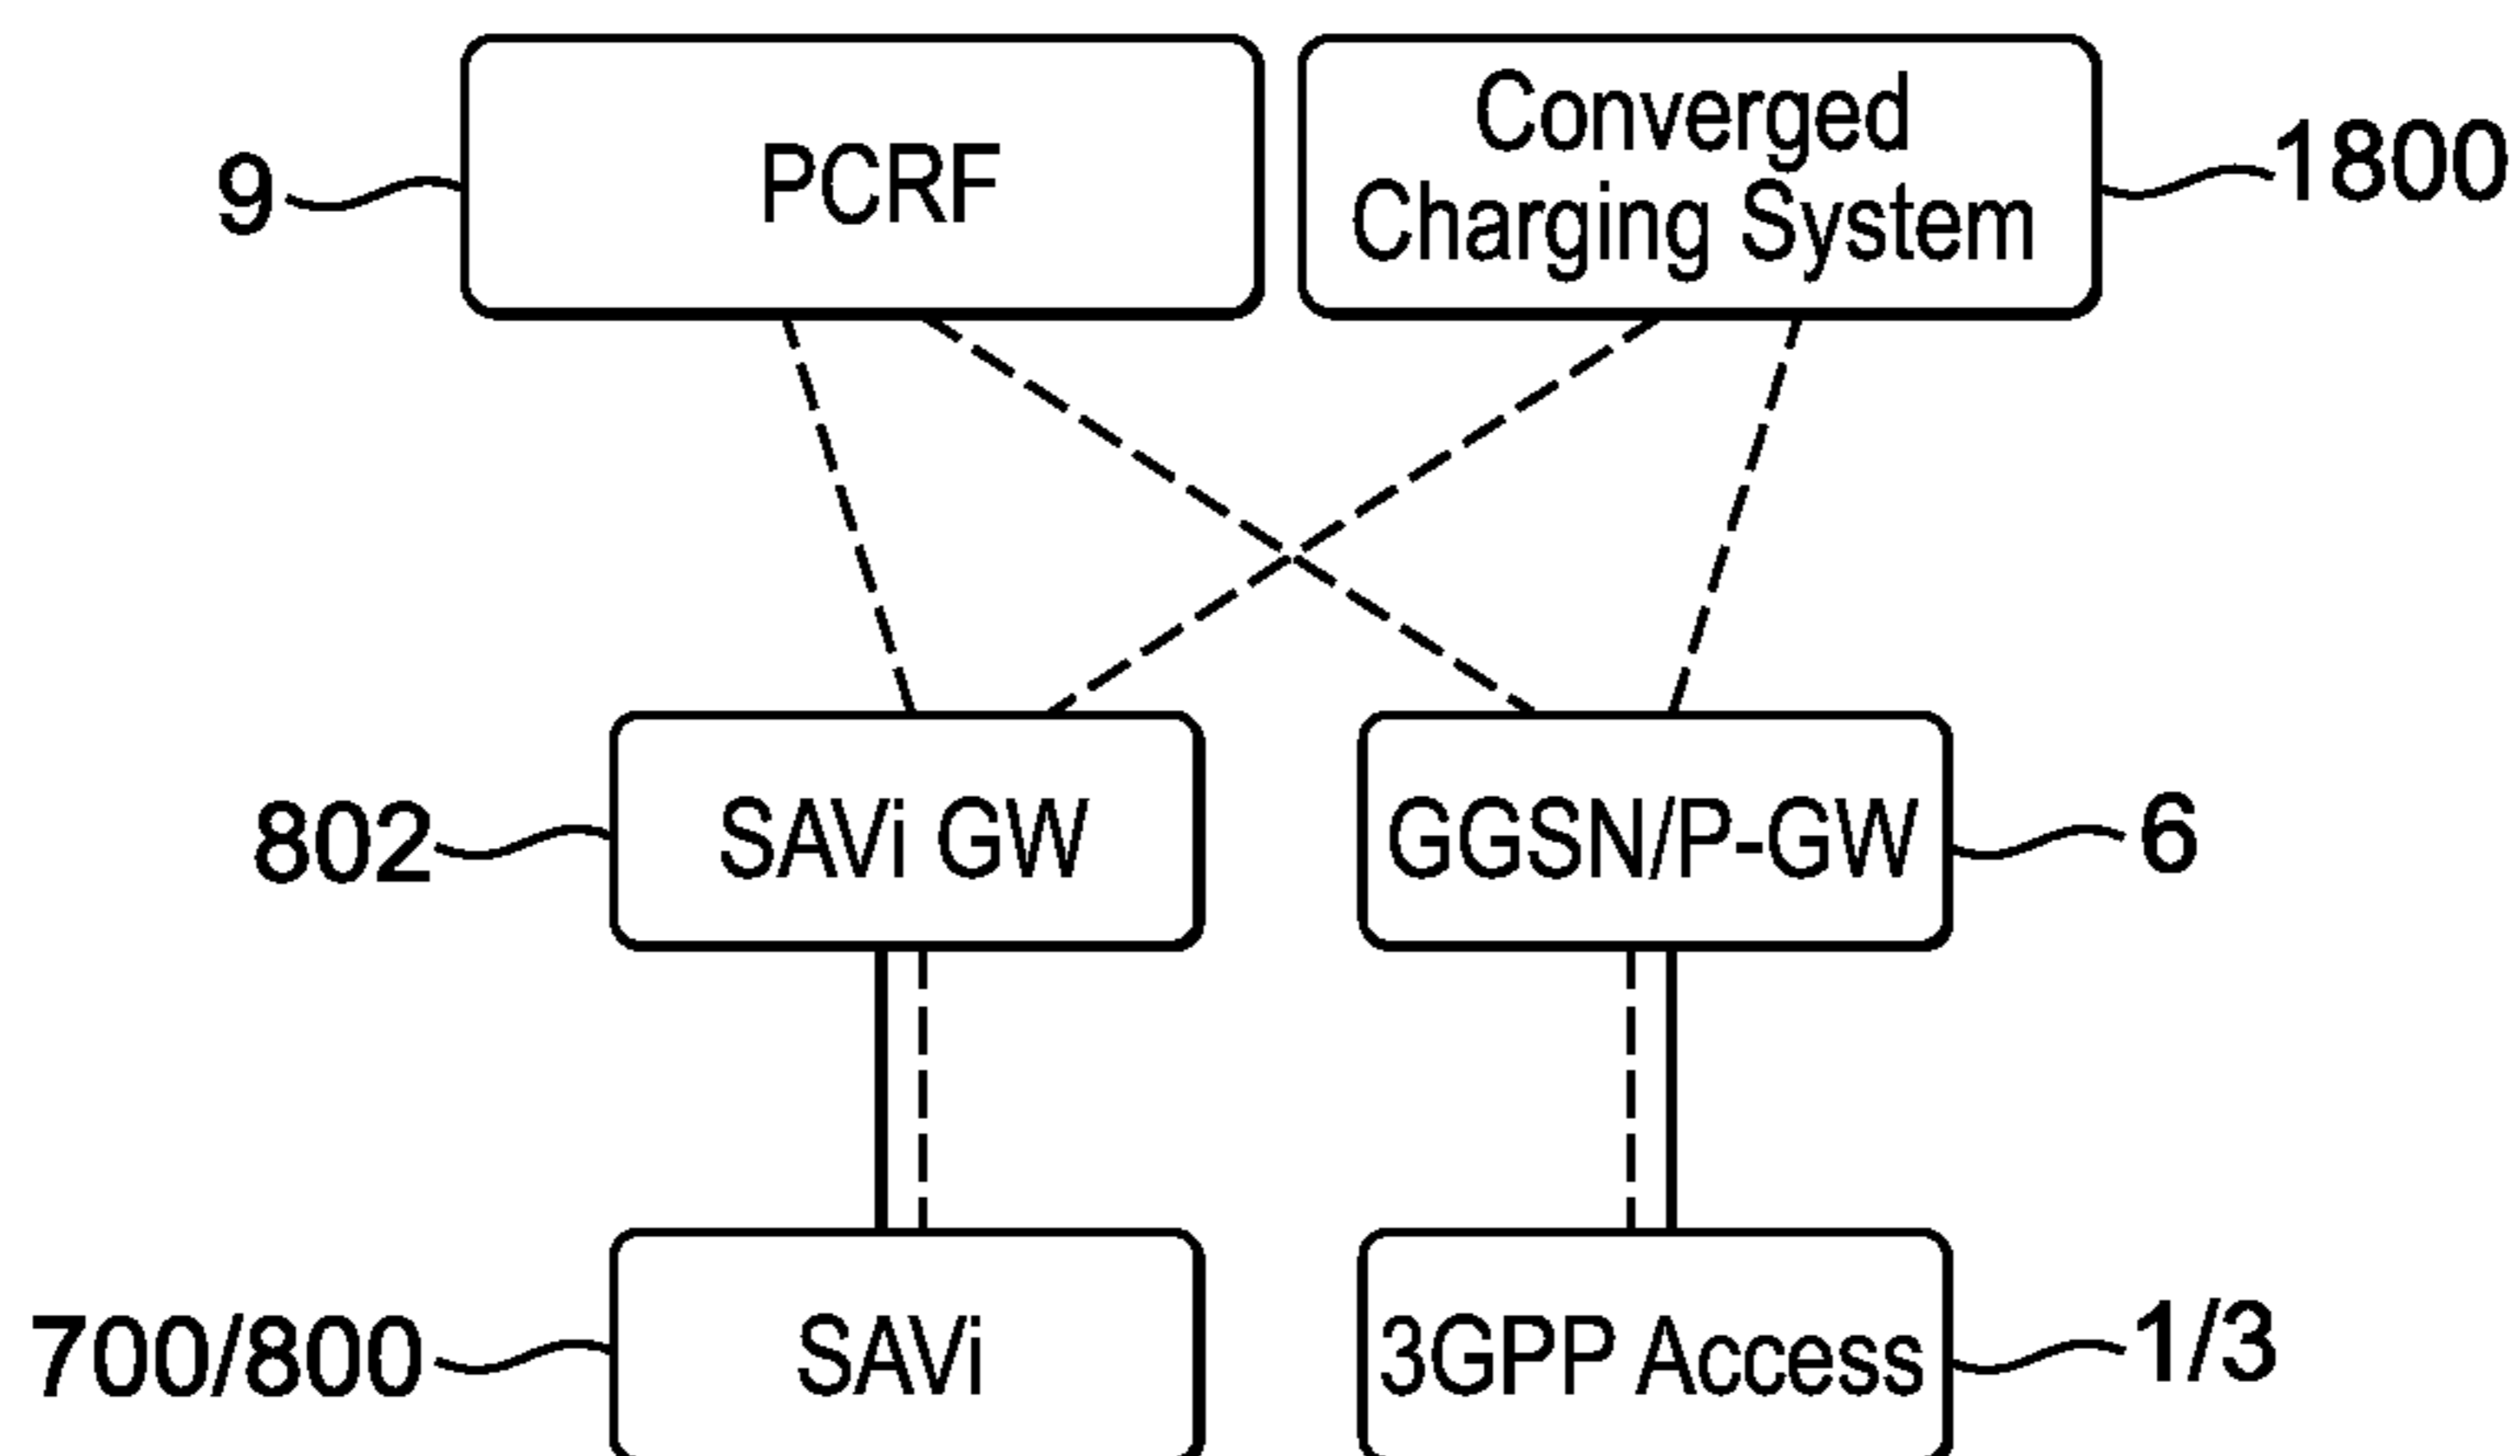 9
PCRF
Converged
Charging System
1800
802
SAVi GW
GGSN/P-GW
6
700/800
SAVi
3GPP Access
1/3